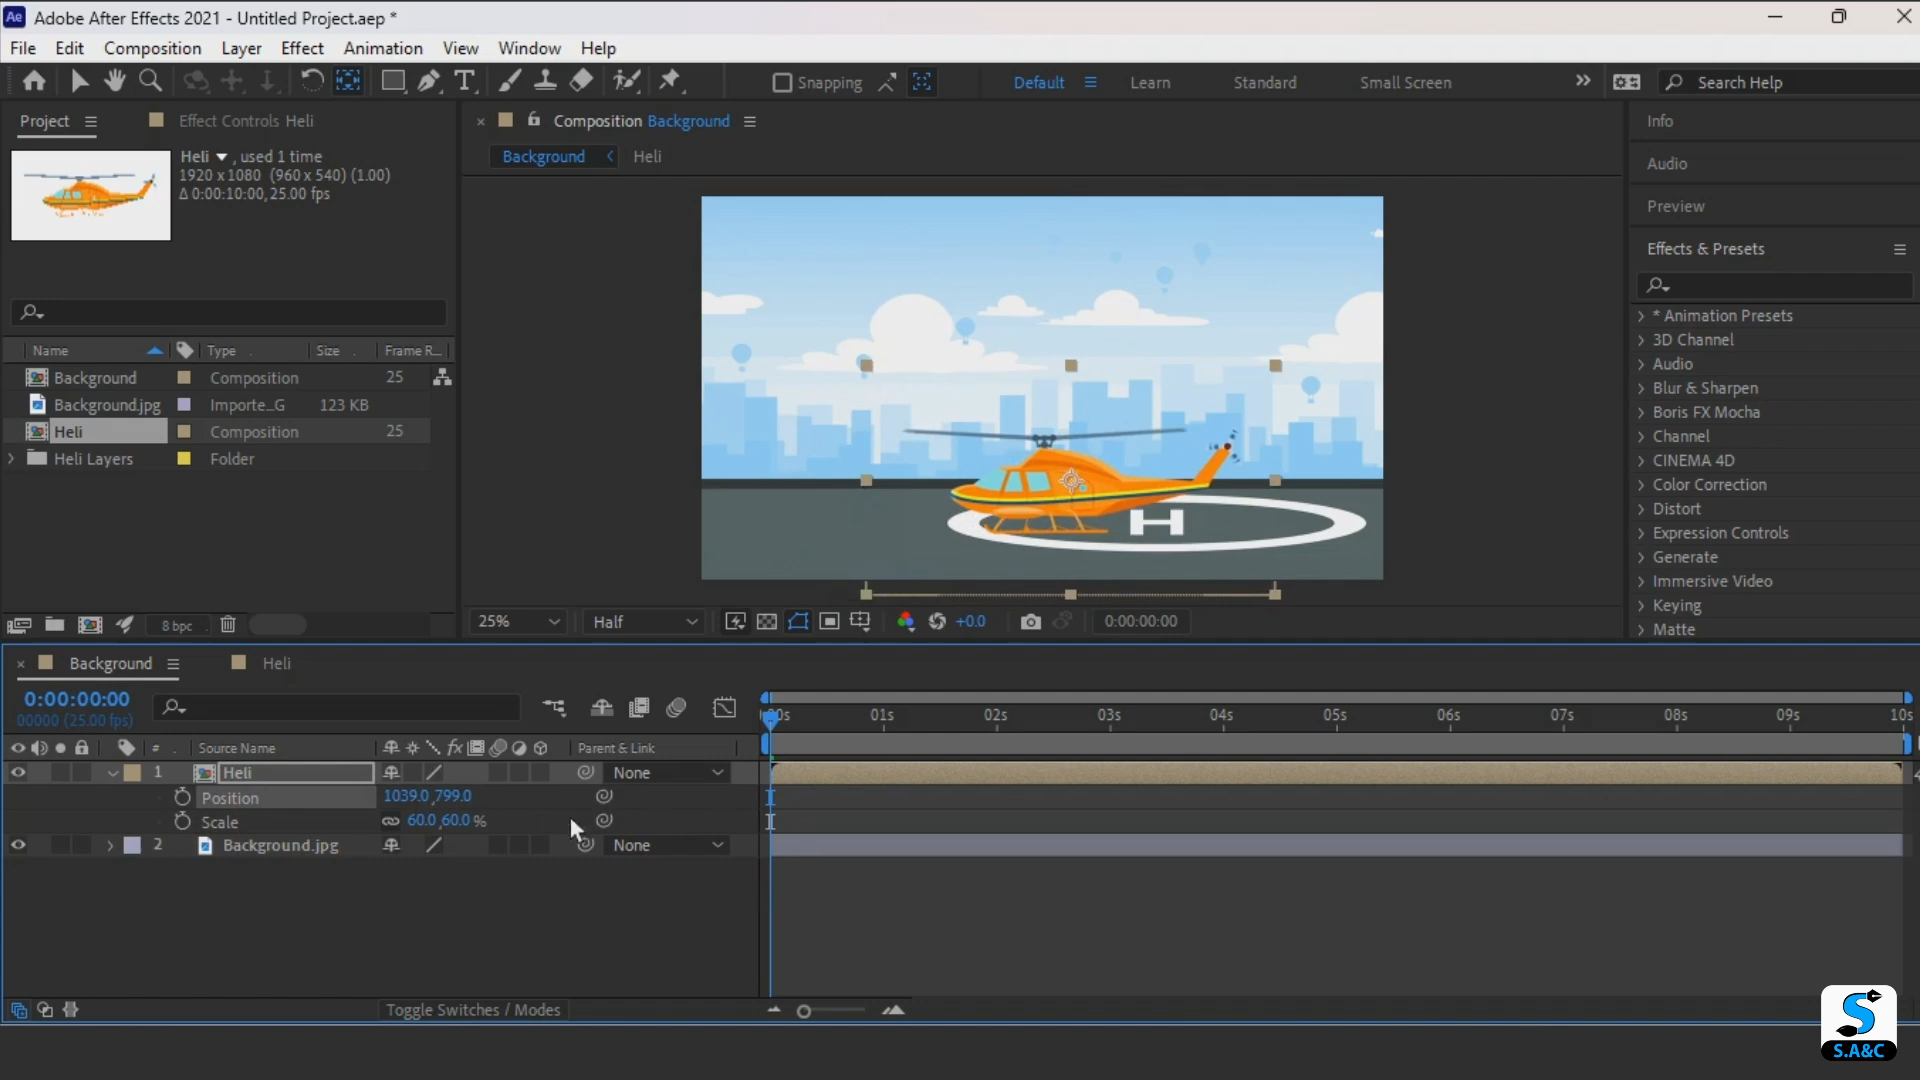 Ae Adobe After Effects 2021 - Untitled Project.aep *
File Edit Composition Layer Effect Animation View Window Help
T Snapping Default Learn Standard Small Screen Search Help
Project Effect Controls Heli
Composition Background
Background Heli
Heli , used 1 time
1920 x 1080 (960 x 540) (1.00)
Δ 0:00:10:00, 25.00 fps
Name Type Size Frame R...
Background Composition 25
Background.jpg Importe...G 123 KB
Heli Composition 25
Heli Layers Folder
8 bpc
H
25% Half +0.0 0:00:00:00
Info
Audio
Preview
Effects & Presets
* Animation Presets
3D Channel
Audio
Blur & Sharpen
Boris FX Mocha
Channel
CINEMA 4D
Color Correction
Distort
Expression Controls
Generate
Immersive Video
Keying
Matte
Background Heli
0:00:00:00
00000 (25.00 fps)
00s 01s 02s 03s 04s 05s 06s 07s 08s 09s 10s
# Source Name fx Parent & Link
1 Heli None
Position 1039.0,799.0
Scale 60.0,60.0 %
2 Background.jpg None
Toggle Switches / Modes
S
S.A&C